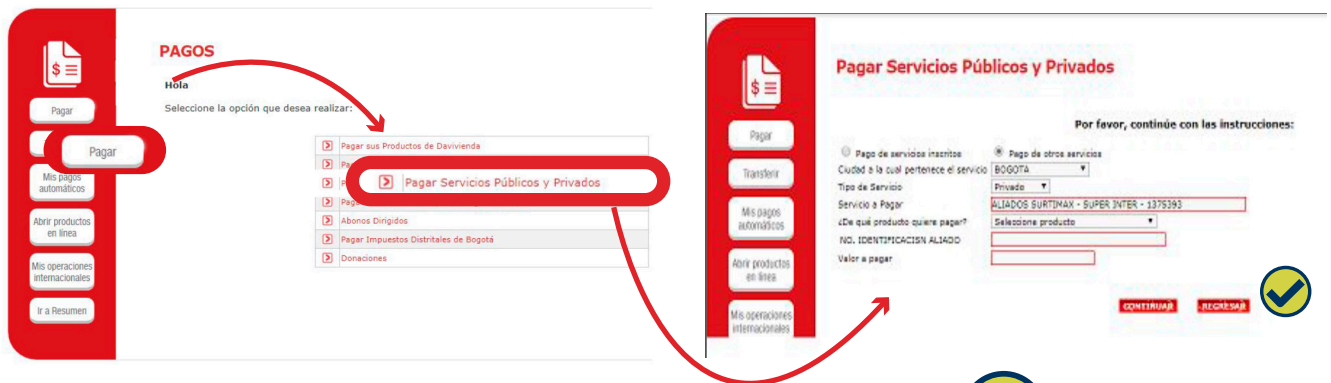 PAGOS
Hola
Seleccione la opción que desea realizar:
Pagar
Pagar
Mis pagos
automáticos
Abrir productos
en línea
Mis operaciones
internacionales
Ir a Resumen
Pagar sus Productos de Davivienda
Pagar Servicios Públicos y Privados
Abonos Dirigidos
Pagar Impuestos Distritales de Bogotá
Donaciones
Pagar Servicios Públicos y Privados
Por favor, continúe con las instrucciones:
Pagar
Transferir
Mis pagos
automáticos
Abrir productos
en línea
Mis operaciones
internacionales
Pago de servicios inscritos Pago de otros servicios
Ciudad a la cual pertenece el servicio BOGOTA
Tipo de Servicio Privado
Servicio a Pagar ALIADOS SURTIMAX - SUPER INTER - 1375393
¿De qué producto quiere pagar? Seleccione producto
NO. IDENTIFICACISN ALIADO
Valor a pagar
CONTINUAR REGRESAR